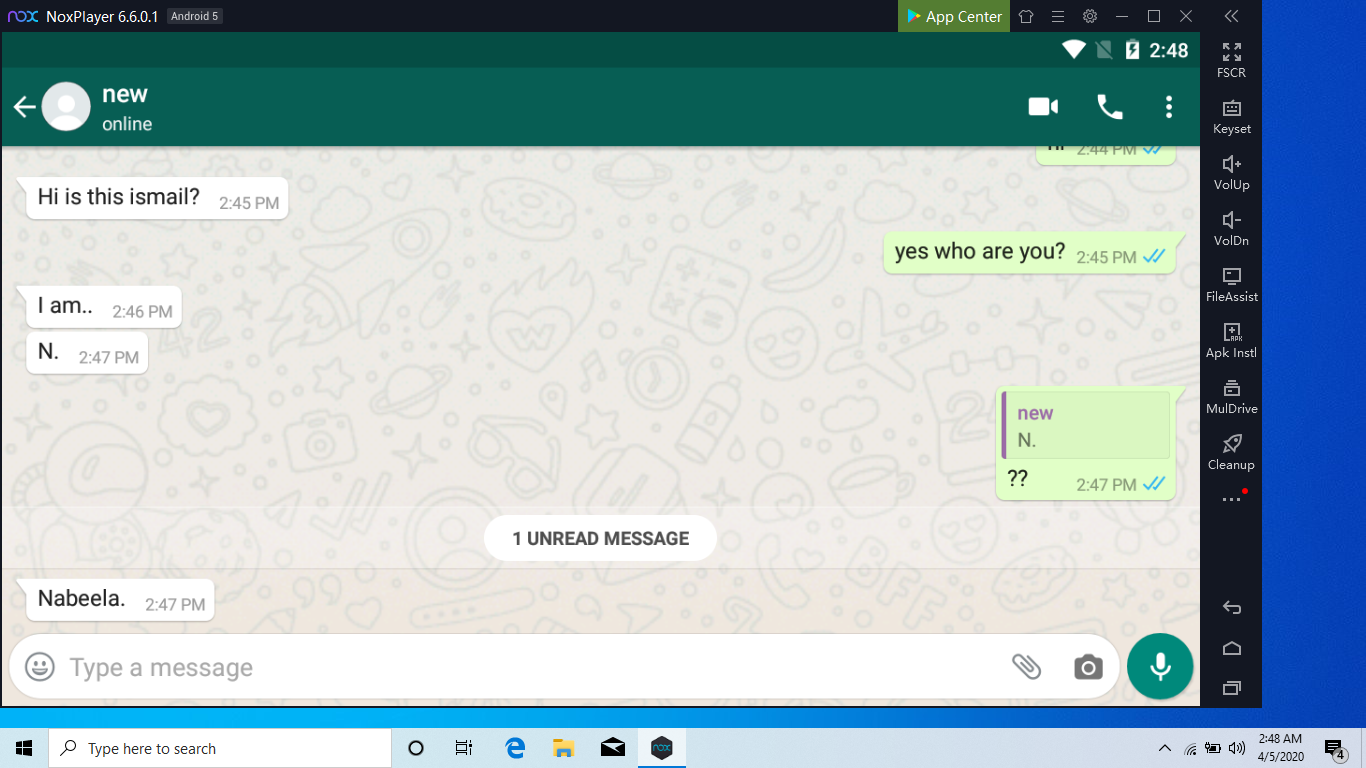 nox NoxPlayer 6.6.0.1 Android 5 App Center
2:48
FSCR
new
online
Keyset
2:44 PM
Hi is this ismail? 2:45 PM
VolUp
yes who are you? 2:45 PM
VolDn
I am.. 2:46 PM
FileAssist
N. 2:47 PM
APK
Apk Instl
new
MulDrive
N.
?? 2:47 PM
Cleanup
1 UNREAD MESSAGE
Nabeela. 2:47 PM
Type a message
Type here to search
nox
2:48 AM
4/5/2020
4